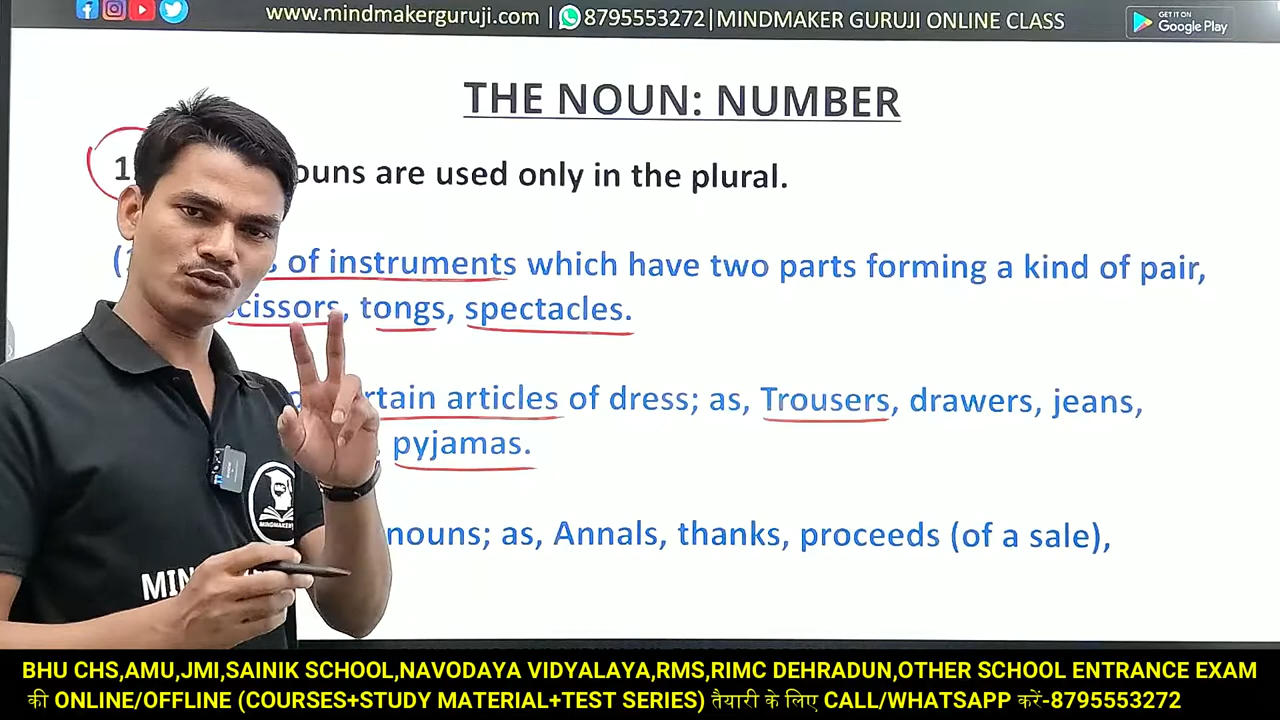 www.mindmakerguruji.com | 8795553272|MINDMAKER GURUJI ONLINE CLASS
GET IT ON
Google Play
THE NOUN: NUMBER
1 ouns are used only in the plural.
of instruments which have two parts forming a kind of pair,
scissors, tongs, spectacles.
rtain articles of dress; as, Trousers, drawers, jeans,
pyjamas.
nouns; as, Annals, thanks, proceeds (of a sale),
MINDMAKER
MIN
BHU CHS,AMU,JMI,SAINIK SCHOOL,NAVODAYA VIDYALAYA,RMS,RIMC DEHRADUN,OTHER SCHOOL ENTRANCE EXAM
की ONLINE/OFFLINE (COURSES+STUDY MATERIAL+TEST SERIES) तैयारी के लिए CALL/WHATSAPP करें-8795553272